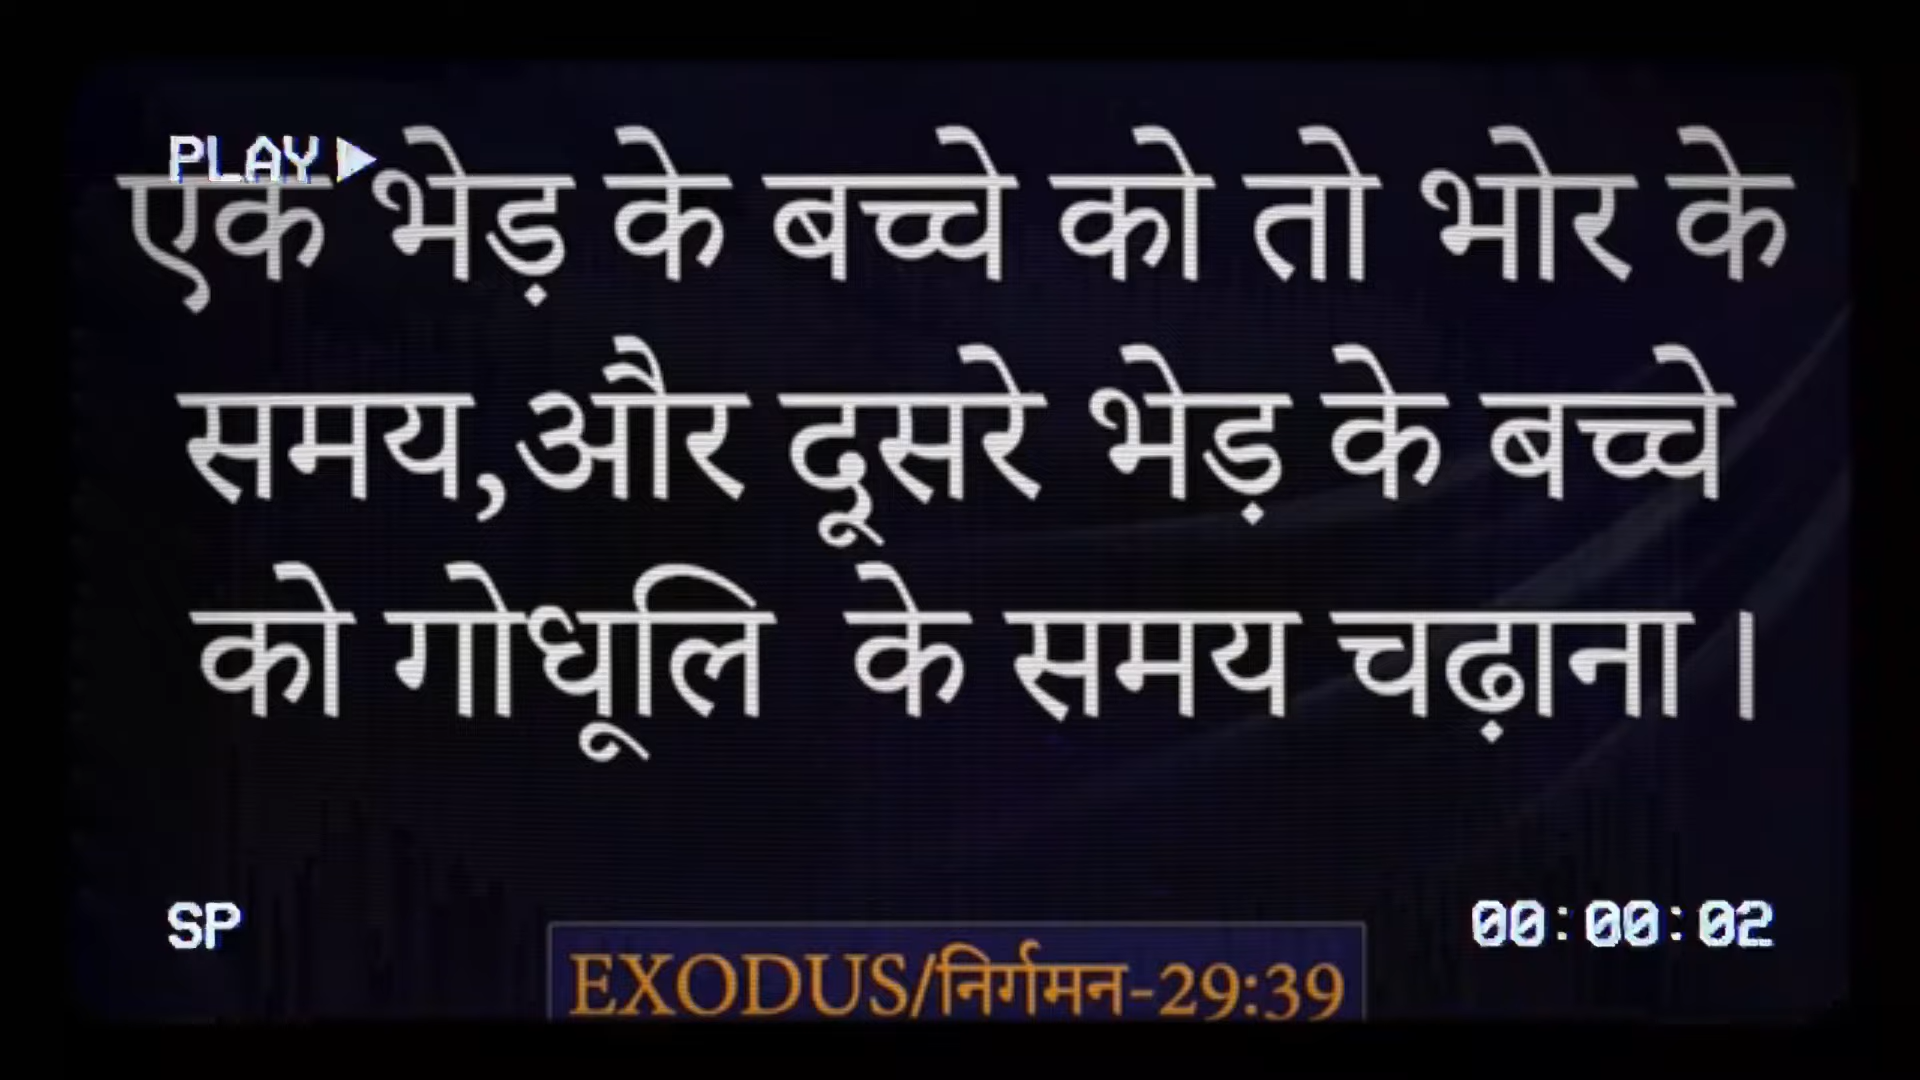 PLAY
एक भेड़ के बच्चे को तो भोर के
समय,और दूसरे भेड़ के बच्चे
को गोधूलि के समय चढ़ाना।
SP
00:00:02
EXODUS/निर्गमन-29:39